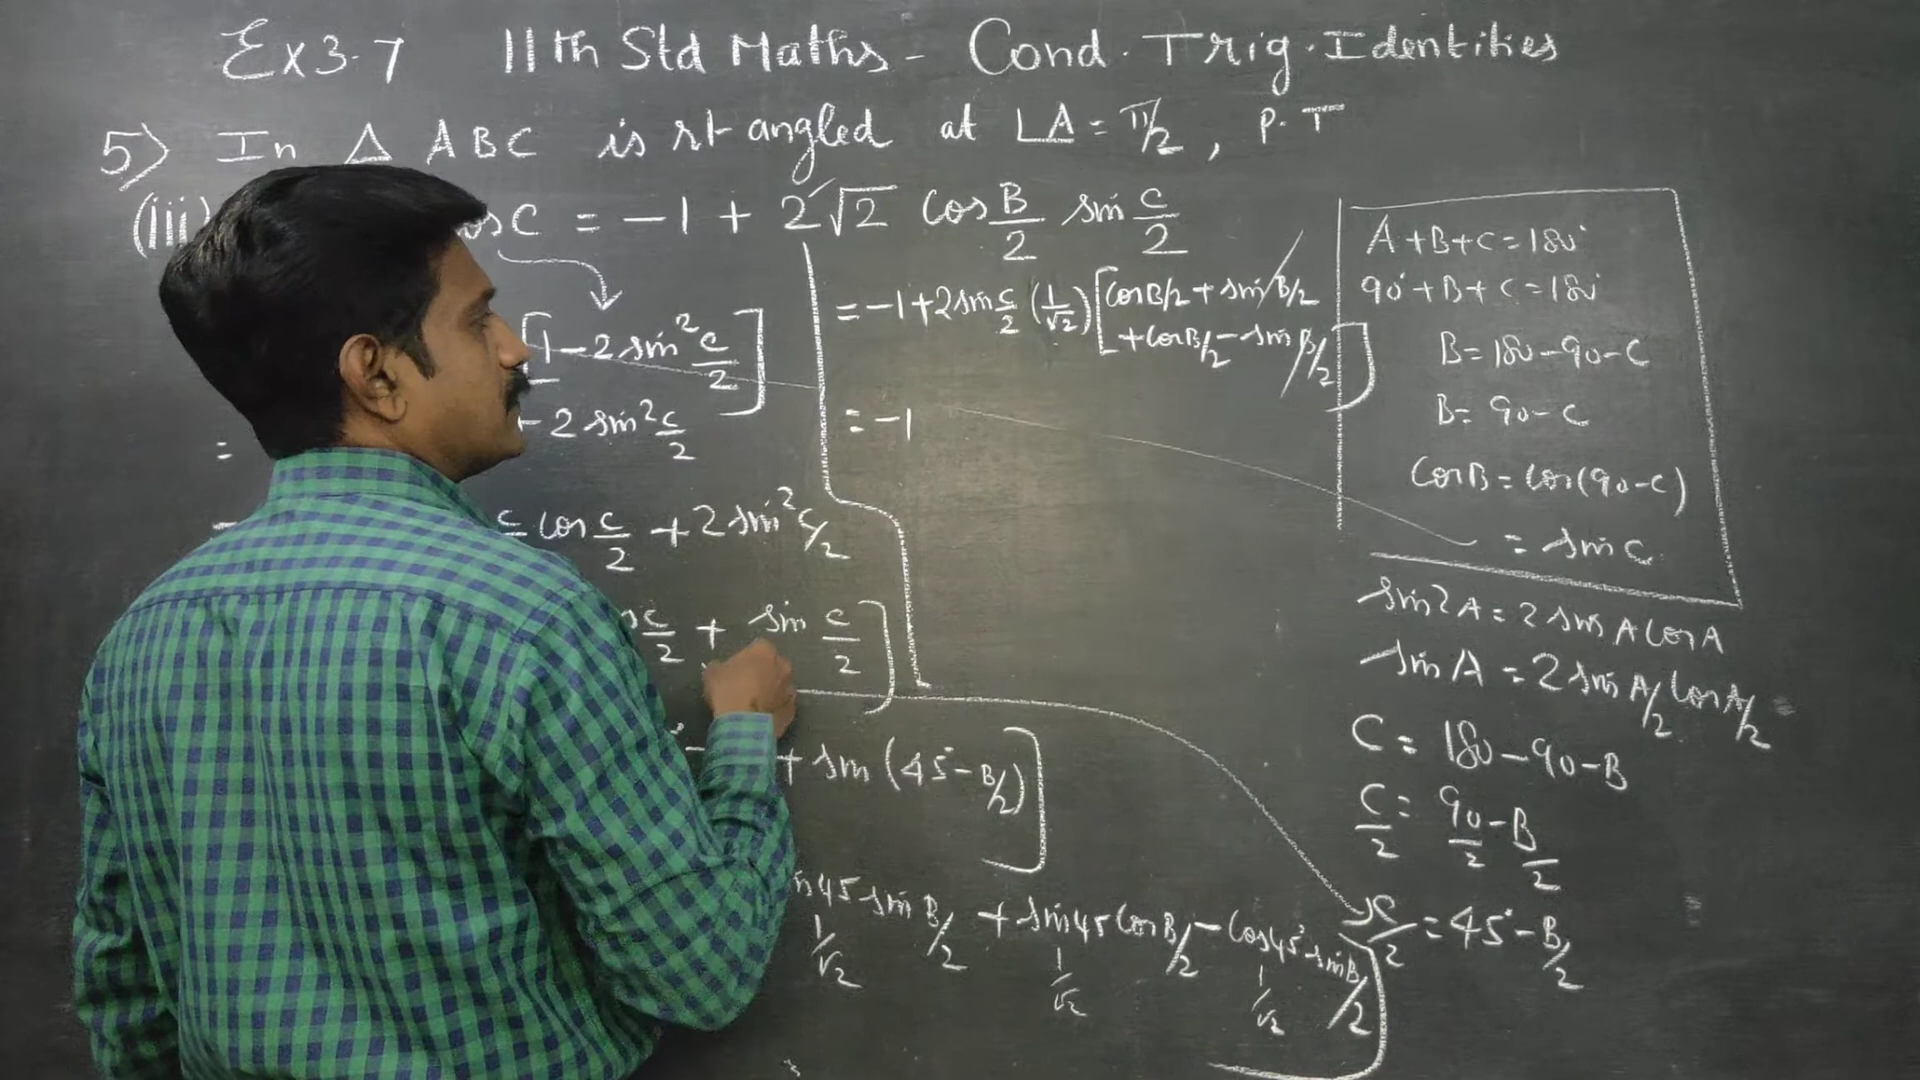 Ex 3.7 11th Std Maths - Cond. Trig. Identities
5) In Δ ABC is rt angled at ∠A = π/2, P.T
(iii) C = -1 + 2√2 cos B/2 sin C/2
[1 - 2 sin² C/2]
=
- 2 sin² C/2
C/2 cos C/2 + 2 sin² C/2
C/2 + sin C/2]
+ sin (45° - B/2)]
45 sin B/2 + sin 45 cos B/2 - cos 45° sin B/2]
1/√2 1/√2 1/√2
= -1 + 2 sin C/2 (1/√2) [cos B/2 + sin B/2
+ cos B/2 - sin B/2]
= -1
A + B + C = 180°
90° + B + C = 180°
B = 180 - 90 - C
B = 90 - C
cos B = cos(90 - C)
= sin C
sin 2A = 2 sin A cos A
sin A = 2 sin A/2 cos A/2
C = 180 - 90 - B
C/2 = 90/2 - B/2
C/2 = 45° - B/2